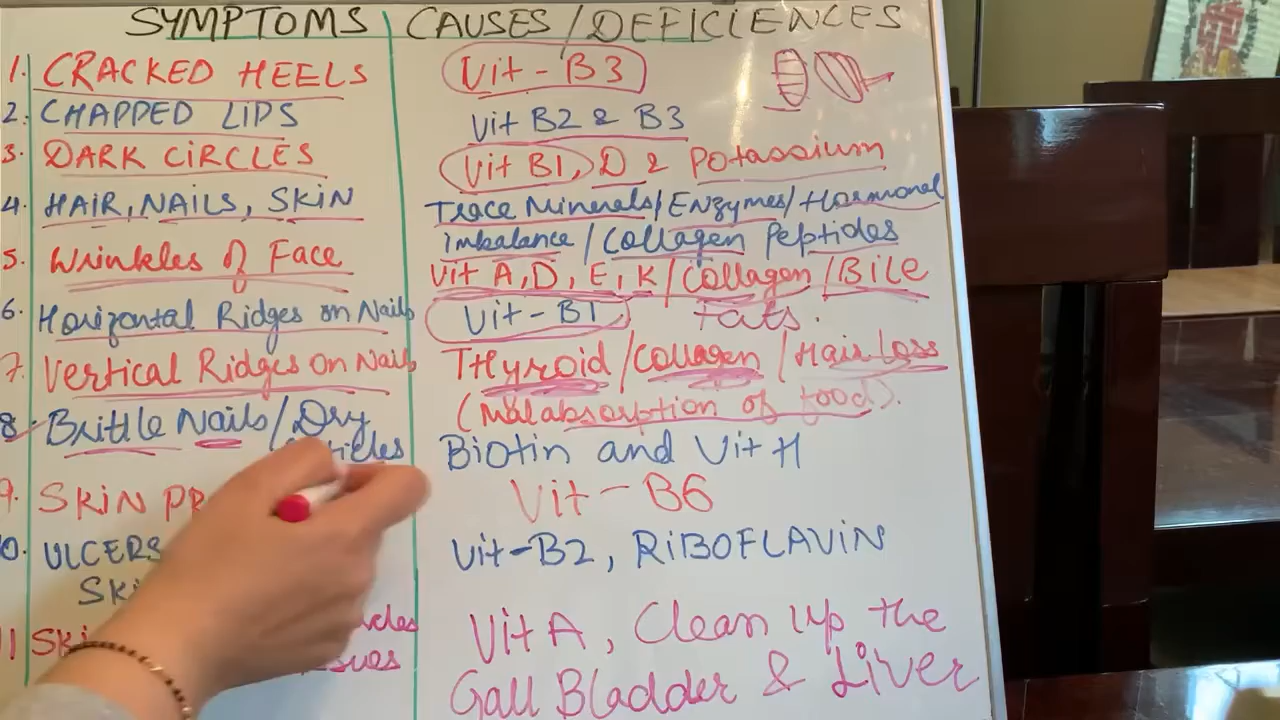 SYMPTOMS CAUSES/DEFICIENCES
1. CRACKED HEELS Vit-B3
2. CHAPPED LIPS Vit B2 & B3
3. DARK CIRCLES Vit B1, D & Potassium
4. HAIR, NAILS, SKIN Trace Minerals/Enzymes/Hormonal
imbalance/Collagen Peptides
5. Wrinkles of Face Vit A, D, E, K/Collagen/Bile
6. Horizontal Ridges on Nails Vit-B1 Fats.
7. Vertical Ridges on Nails THyroid/Collagen/Hair Loss
(Malabsorption of food).
8. Brittle Nails/Dry
Biotin and Vit H
9. SKIN Vit-B6
0. ULCERS Vit-B2, RIBOFLAVIN
11 Vit A, Clean up the
Gall Bladder & Liver